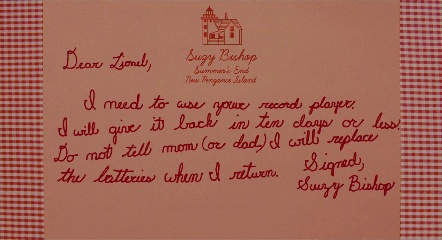 Suzy Bishop
Summer's End
New Penzance Island
Dear Lionel,
I need to use your record player.
I will give it back in ten days or less.
Do not tell mom (or dad) I will replace
the batteries when I return.
Signed,
Suzy Bishop